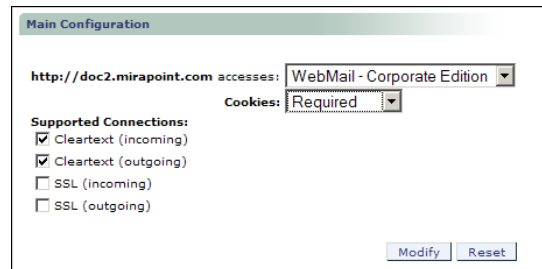 Main Configuration
http://doc2.mirapoint.com accesses: WebMail - Corporate Edition
Cookies: Required
Supported Connections:
Cleartext (incoming)
Cleartext (outgoing)
SSL (incoming)
SSL (outgoing)
Modify Reset